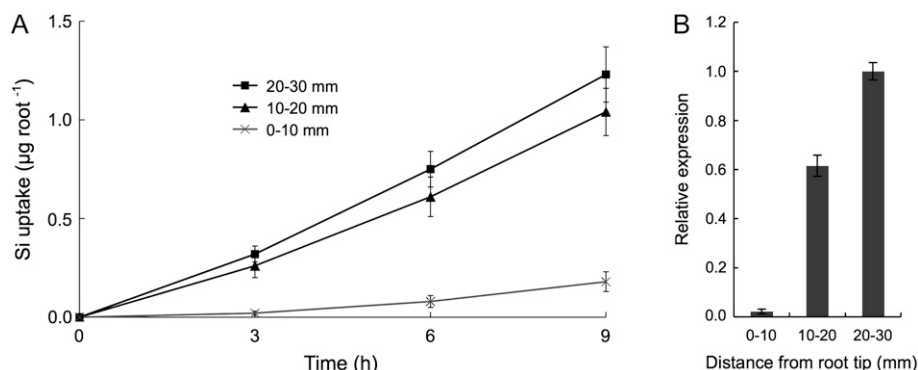 A
Si uptake (µg root -1)
1.5
1.0
0.5
0.0
20-30 mm
10-20 mm
0-10 mm
0
3
6
9
Time (h)
B
Relative expression
1.2
1.0
0.8
0.6
0.4
0.2
0.0
0-10
10-20
20-30
Distance from root tip (mm)